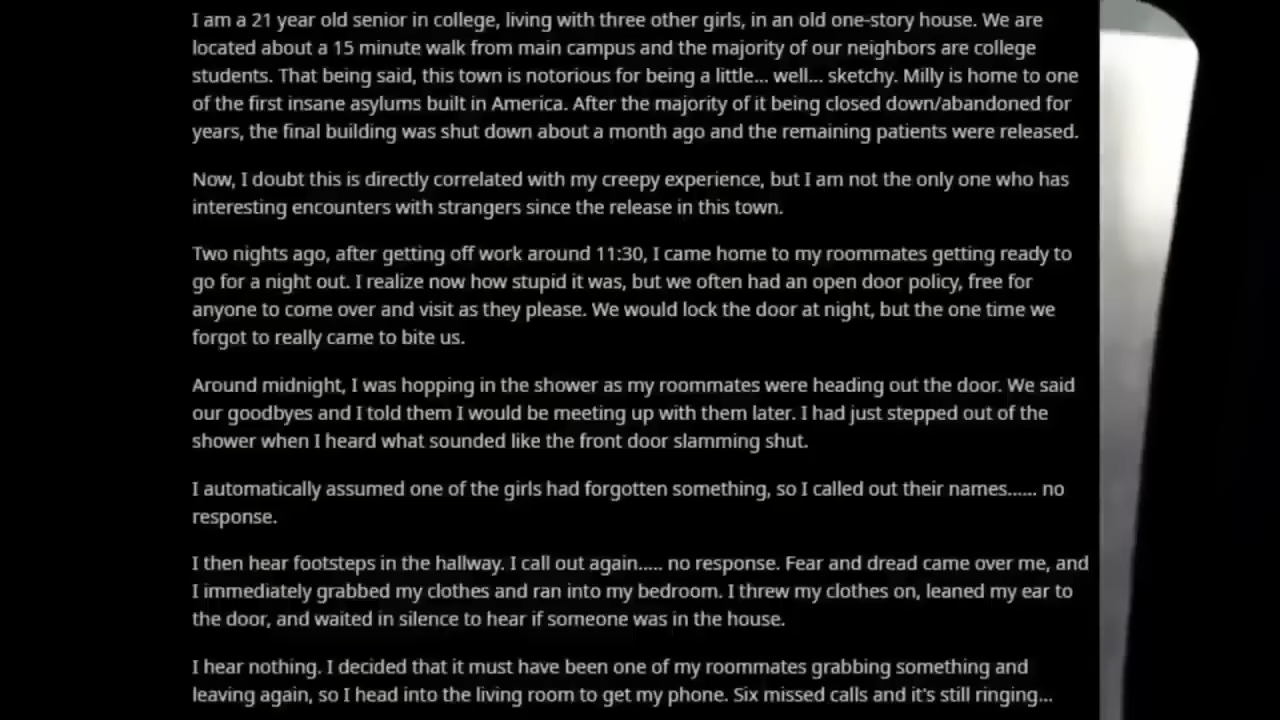 I am a 21 year old senior in college, living with three other girls, in an old one-story house. We are
located about a 15 minute walk from main campus and the majority of our neighbors are college
students. That being said, this town is notorious for being a little... well... sketchy. Milly is home to one
of the first insane asylums built in America. After the majority of it being closed down/abandoned for
years, the final building was shut down about a month ago and the remaining patients were released.
Now, I doubt this is directly correlated with my creepy experience, but I am not the only one who has
interesting encounters with strangers since the release in this town.
Two nights ago, after getting off work around 11:30, I came home to my roommates getting ready to
go for a night out. I realize now how stupid it was, but we often had an open door policy, free for
anyone to come over and visit as they please. We would lock the door at night, but the one time we
forgot to really came to bite us.
Around midnight, I was hopping in the shower as my roommates were heading out the door. We said
our goodbyes and I told them I would be meeting up with them later. I had just stepped out of the
shower when I heard what sounded like the front door slamming shut.
I automatically assumed one of the girls had forgotten something, so I called out their names...... no
response.
I then hear footsteps in the hallway. I call out again..... no response. Fear and dread came over me, and
I immediately grabbed my clothes and ran into my bedroom. I threw my clothes on, leaned my ear to
the door, and waited in silence to hear if someone was in the house.
I hear nothing. I decided that it must have been one of my roommates grabbing something and
leaving again, so I head into the living room to get my phone. Six missed calls and it's still ringing...